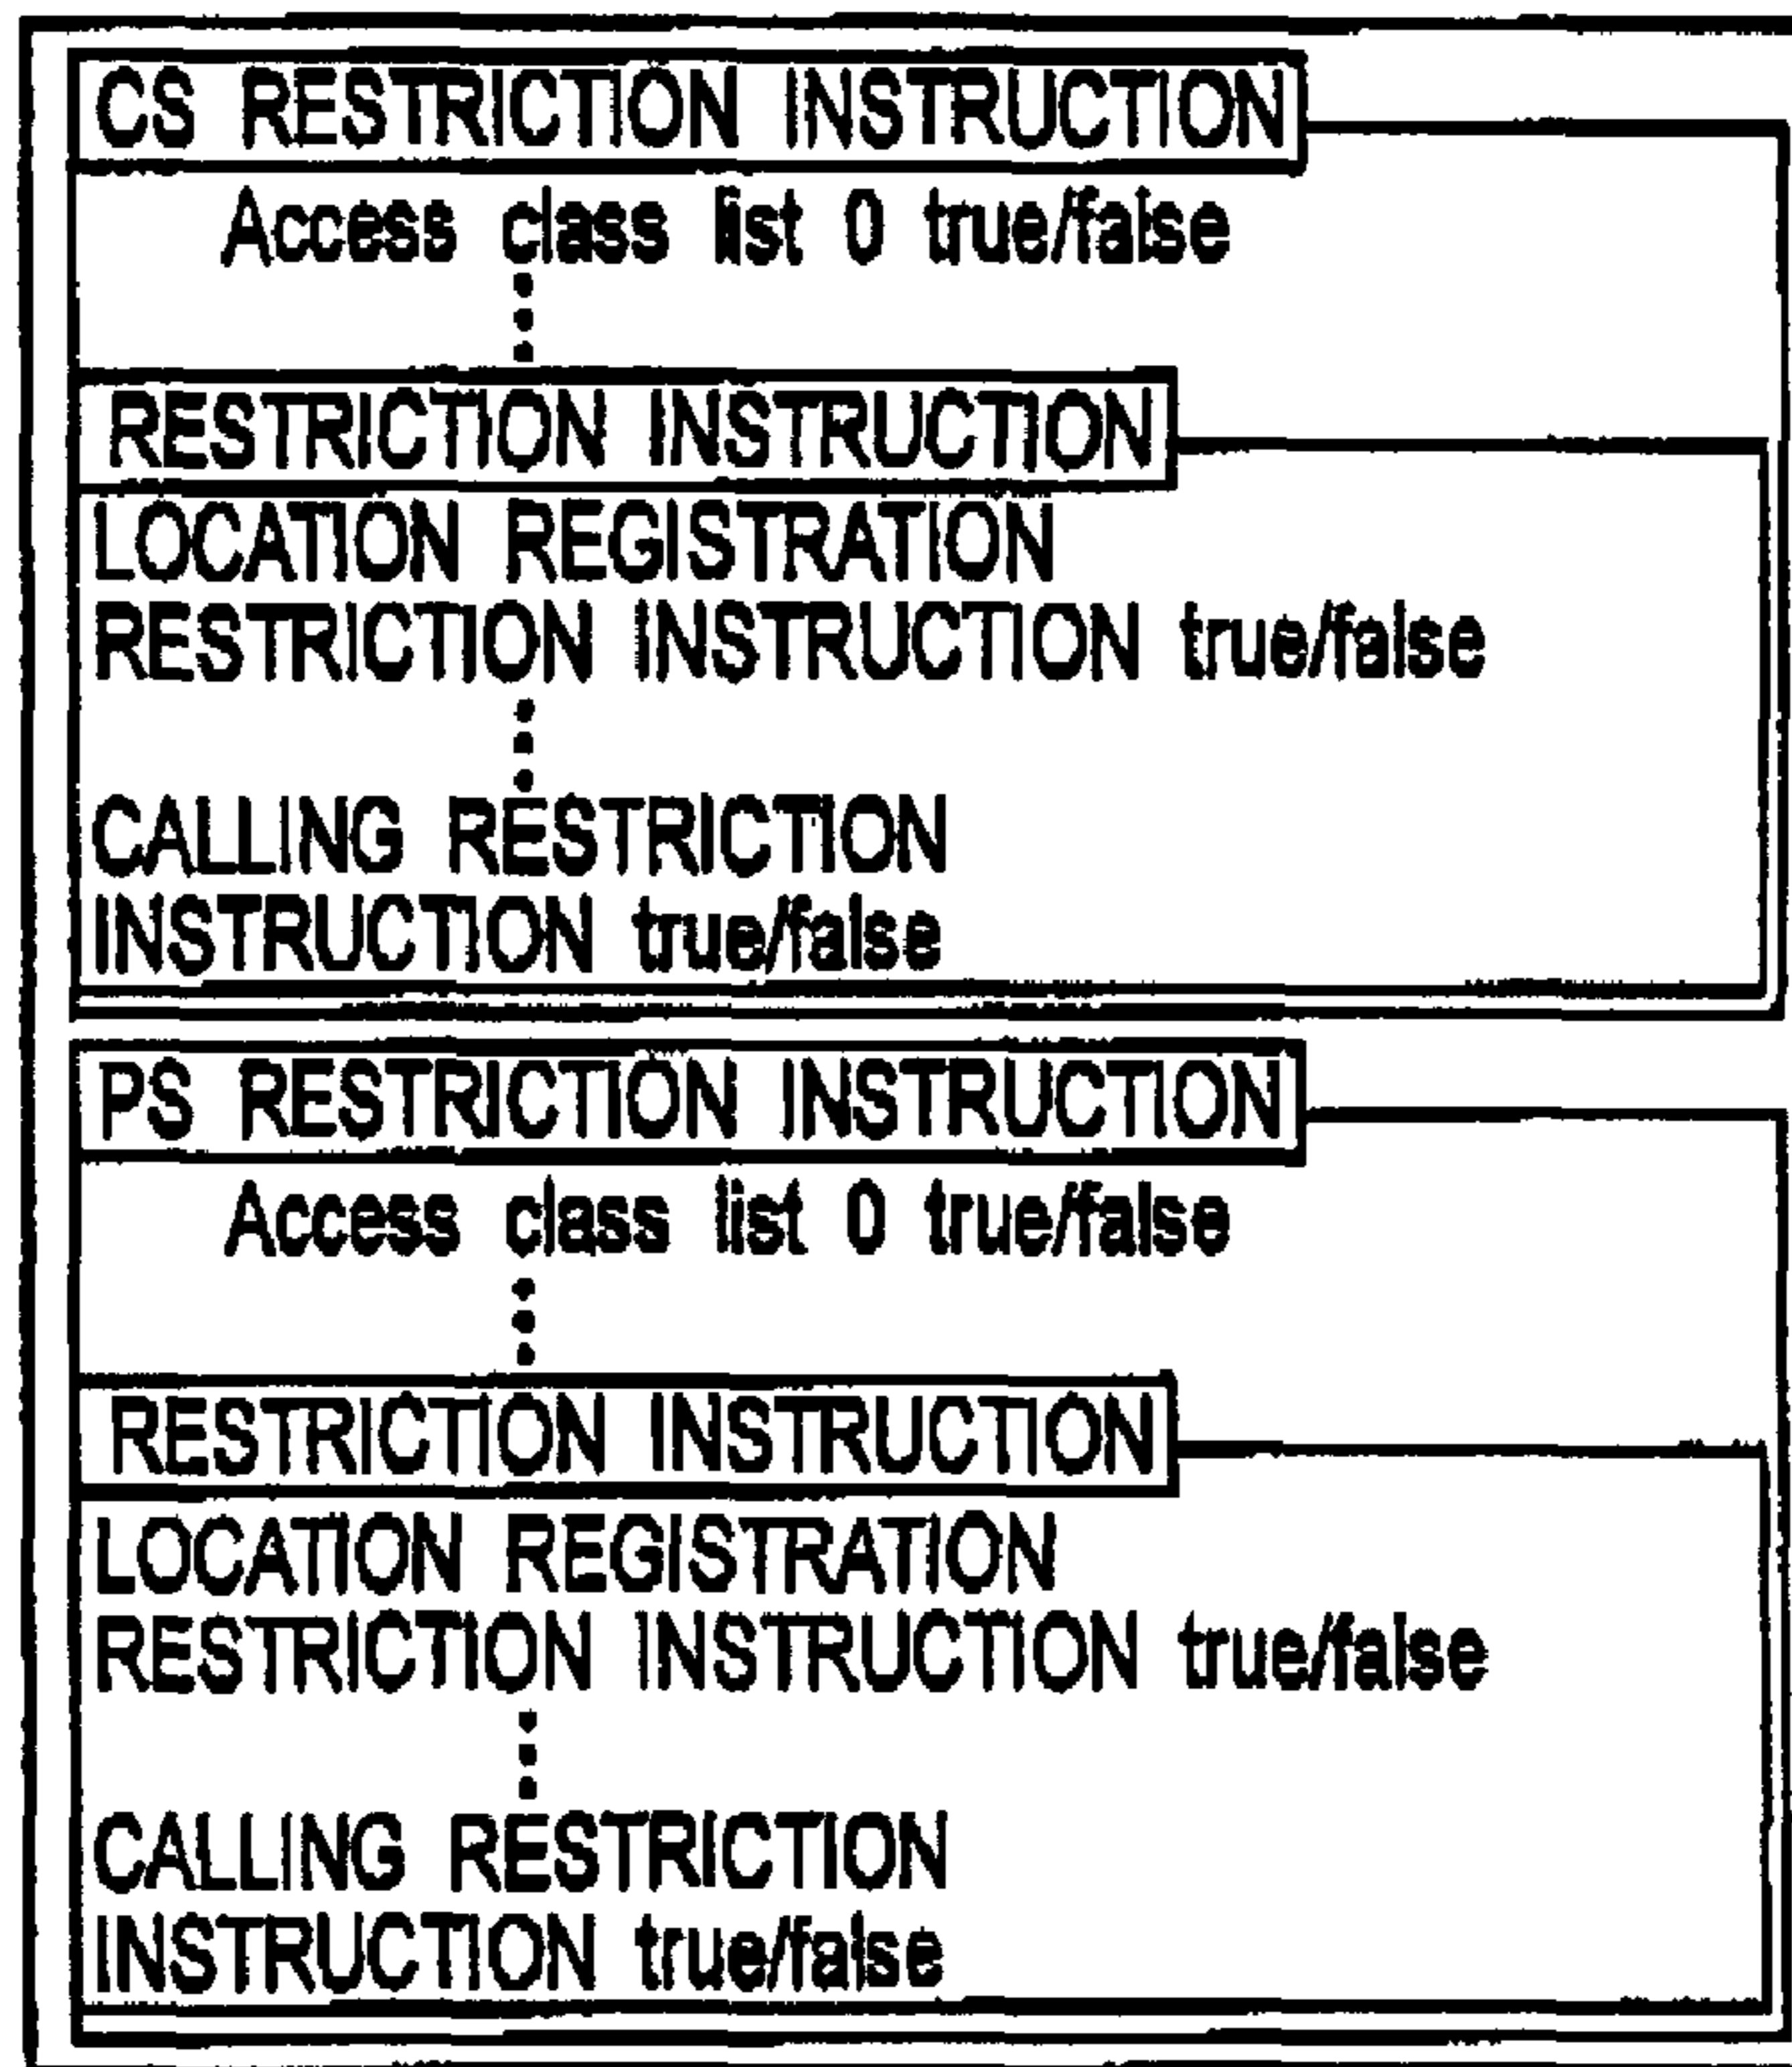 CS RESTRICTION INSTRUCTION
Access class list 0 true/false
RESTRICTION INSTRUCTION
LOCATION REGISTRATION
RESTRICTION INSTRUCTION true/false
CALLING RESTRICTION
INSTRUCTION true/false
PS RESTRICTION INSTRUCTION
Access class list 0 true/false
RESTRICTION INSTRUCTION
LOCATION REGISTRATION
RESTRICTION INSTRUCTION true/false
CALLING RESTRICTION
INSTRUCTION true/false